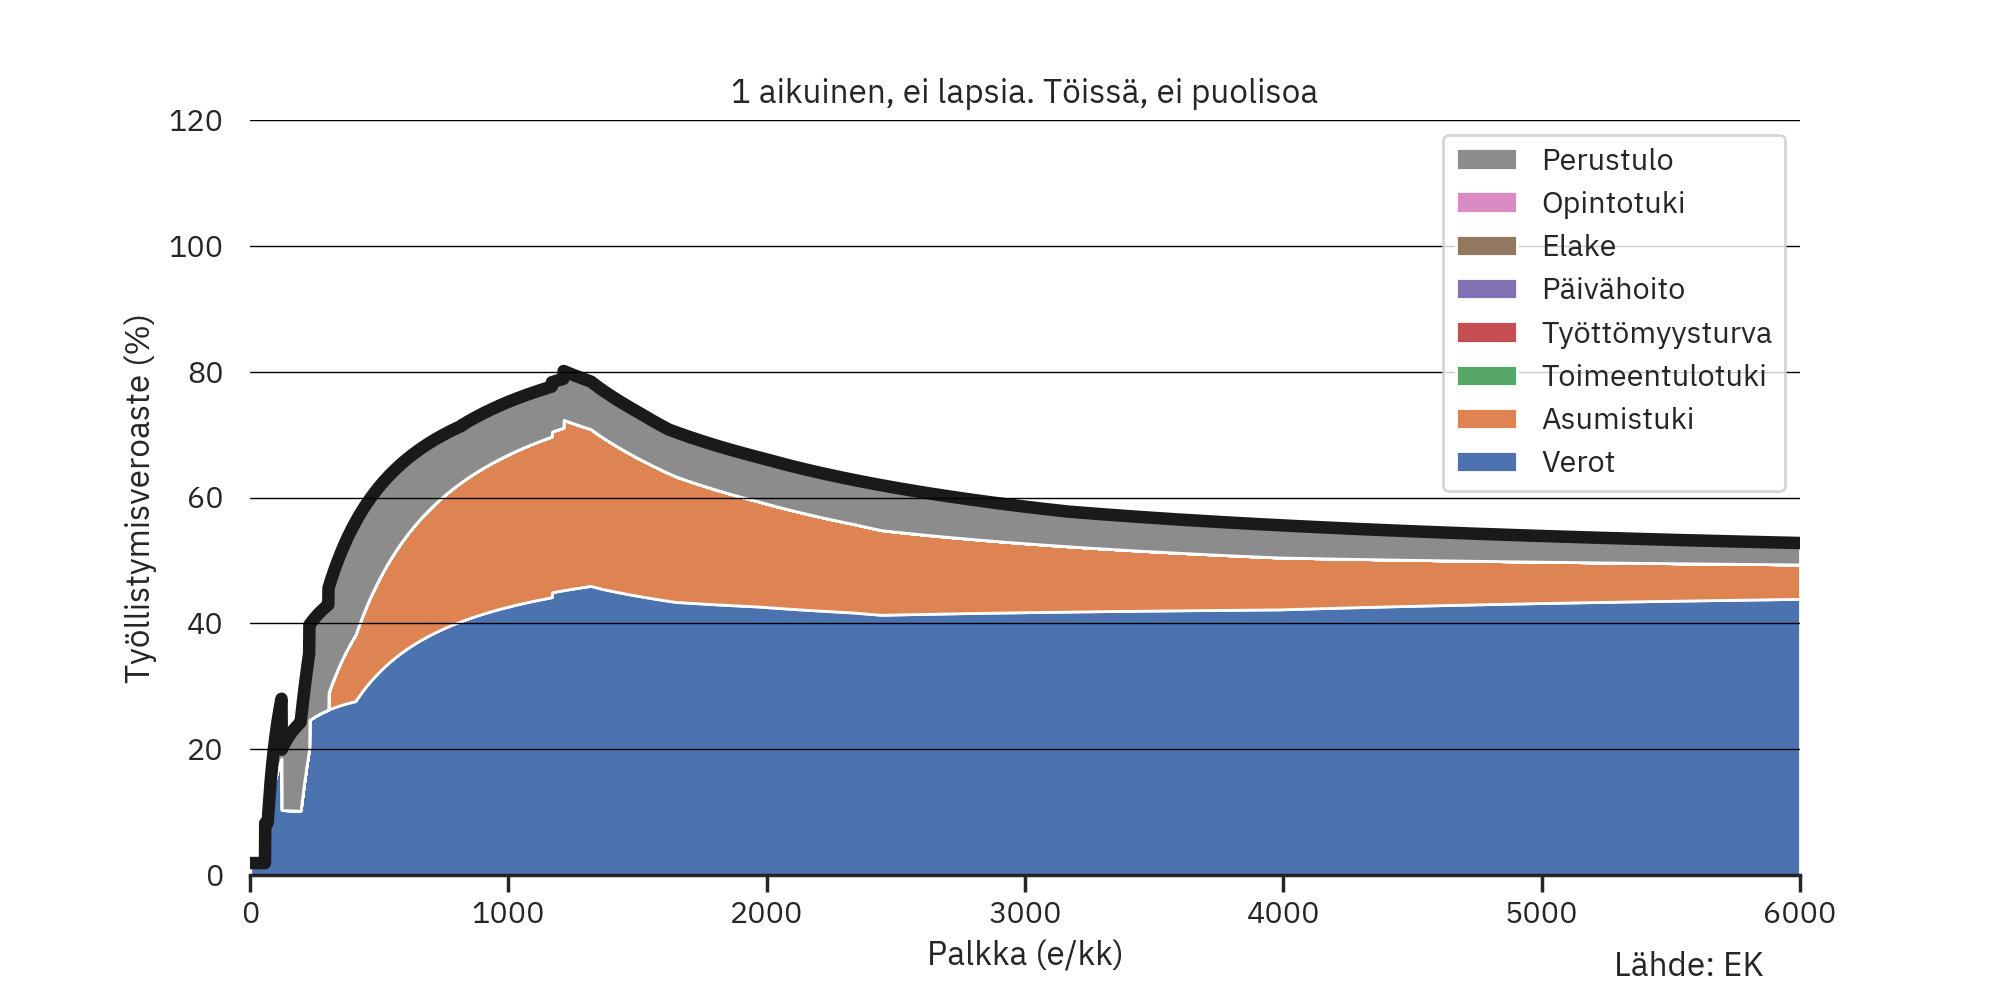 1 aikuinen, ei lapsia. Töissä, ei puolisoa
120
100
80
60
40
20
0
Työllistymisveroaste (%)
Perustulo
Opintotuki
Elake
Päivähoito
Työttömyysturva
Toimeentulotuki
Asumistuki
Verot
0 1000 2000 3000 4000 5000 6000
Palkka (e/kk)
Lähde: EK